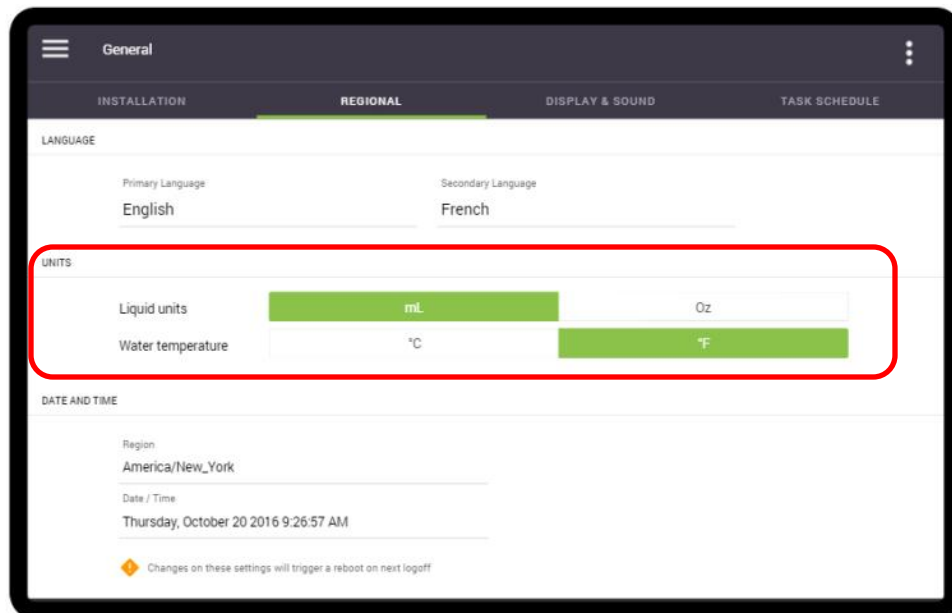 General
INSTALLATION REGIONAL DISPLAY & SOUND TASK SCHEDULE
LANGUAGE
Primary Language Secondary Language
English French
UNITS
Liquid units mL Oz
Water temperature °C °F
DATE AND TIME
Region
America/New_York
Date / Time
Thursday, October 20 2016 9:26:57 AM
Changes on these settings will trigger a reboot on next logoff